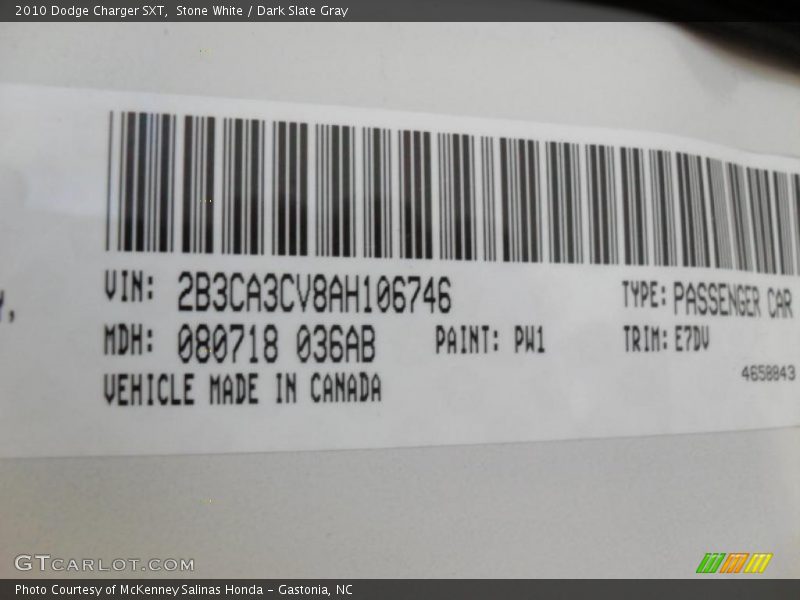 2010 Dodge Charger SXT,  Stone White / Dark Slate Gray
VIN: 2B3CA3CV8AH106746 TYPE: PASSENGER CAR
MDH: 080718 036AB PAINT: PW1 TRIM: E7DV
4658843
VEHICLE MADE IN CANADA
GTCARLOT.COM
Photo Courtesy of McKenney Salinas Honda - Gastonia, NC